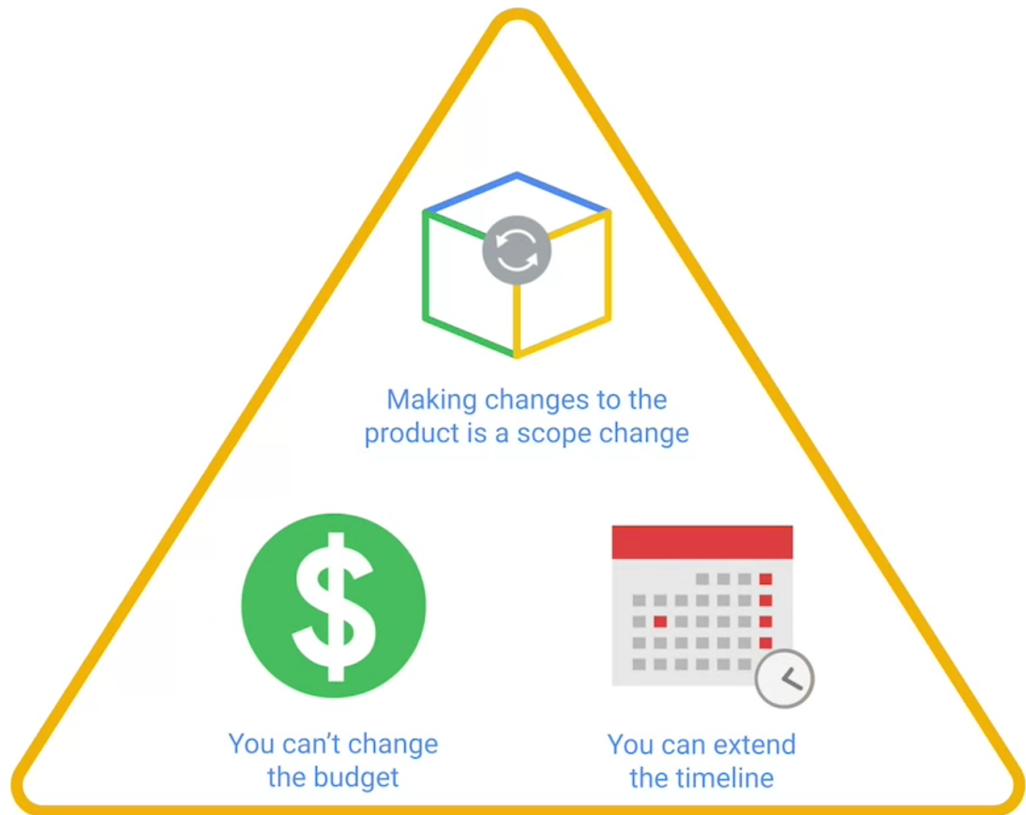 Making changes to the
product is a scope change
$
You can’t change
the budget
You can extend
the timeline